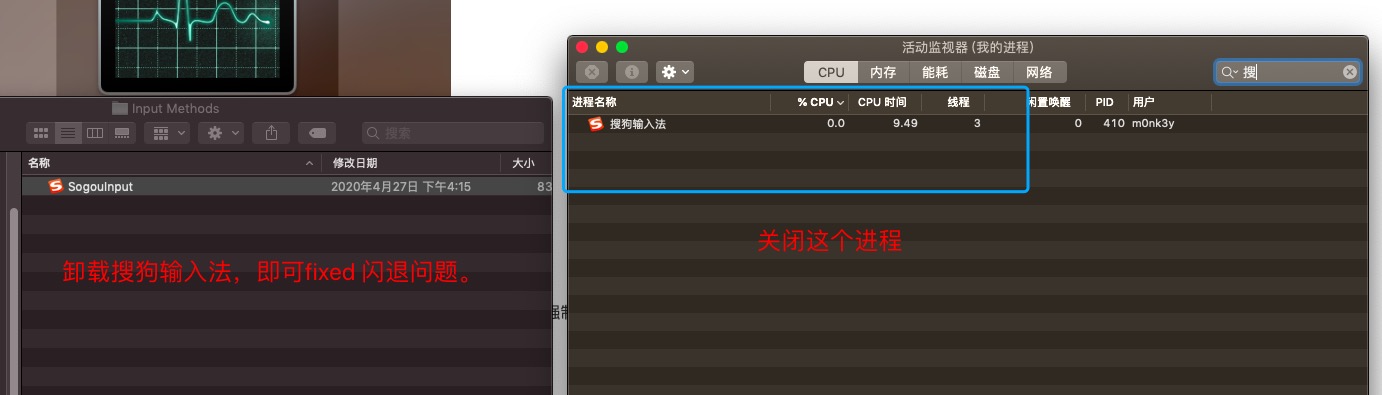 Input Methods
搜索
名称 修改日期 大小
SogouInput 2020年4月27日 下午4:15 83
卸载搜狗输入法，即可fixed 闪退问题。
强制
活动监视器 (我的进程)
CPU 内存 能耗 磁盘 网络
搜
进程名称 % CPU CPU 时间 线程 闲置唤醒 PID 用户
搜狗输入法 0.0 9.49 3 0 410 m0nk3y
关闭这个进程